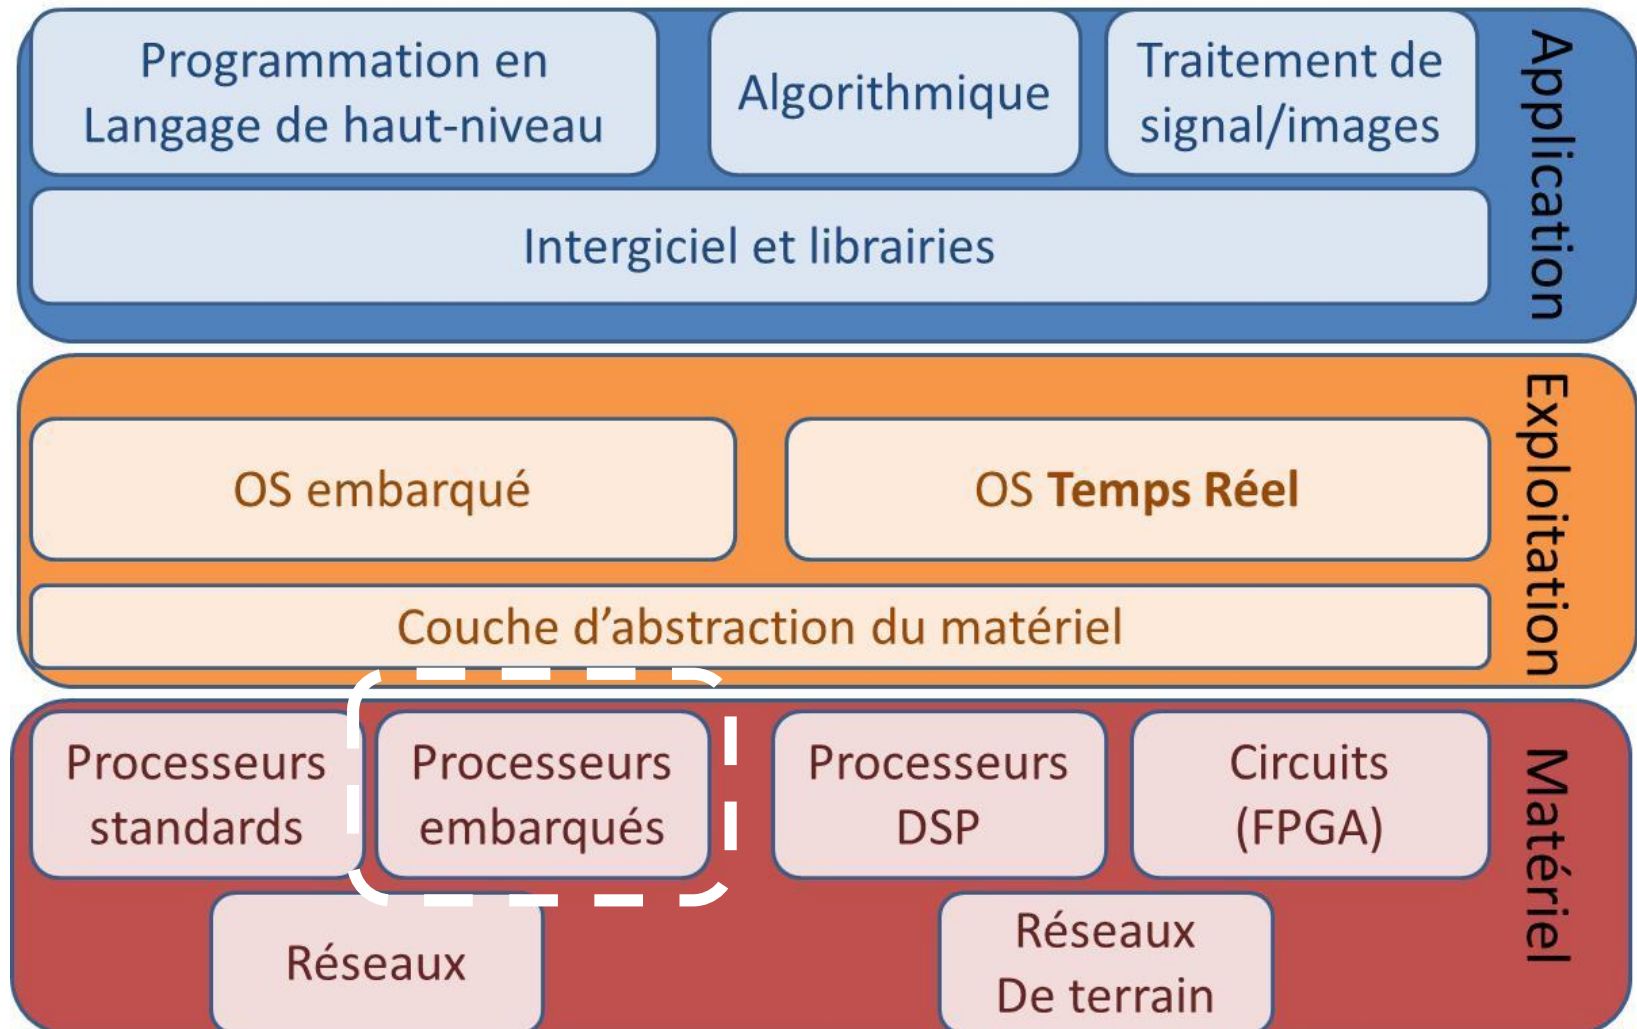 Programmation en
Langage de haut-niveau
Algorithmique
Traitement de
signal/images
Intergiciel et librairies
Application
OS embarqué
OS Temps Réel
Couche d’abstraction du matériel
Exploitation
Processeurs
standards
Processeurs
embarqués
Processeurs
DSP
Circuits
(FPGA)
Réseaux
Réseaux
De terrain
Matériel